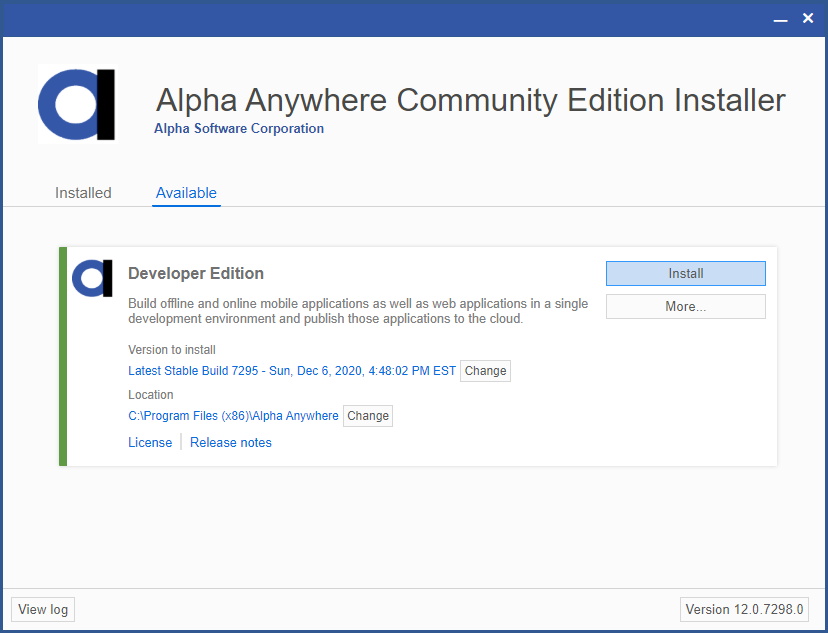 Alpha Anywhere Community Edition Installer
Alpha Software Corporation
Installed Available
Developer Edition
Install
Build offline and online mobile applications as well as web applications in a single
development environment and publish those applications to the cloud.
More...
Version to install
Latest Stable Build 7295 - Sun, Dec 6, 2020, 4:48:02 PM EST Change
Location
C:\Program Files (x86)\Alpha Anywhere Change
License Release notes
View log Version 12.0.7298.0